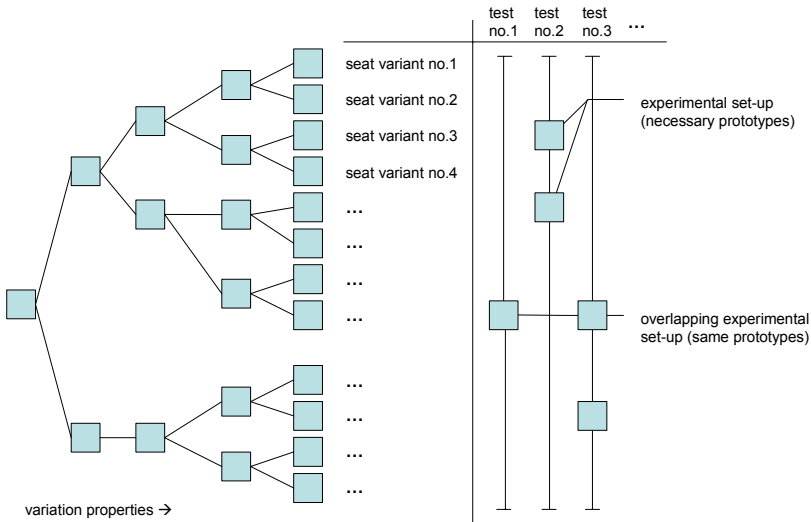 test no.1
test no.2
test no.3
...
seat variant no.1
seat variant no.2
seat variant no.3
seat variant no.4
...
...
...
...
...
...
...
...
experimental set-up
(necessary prototypes)
overlapping experimental
set-up (same prototypes)
variation properties →